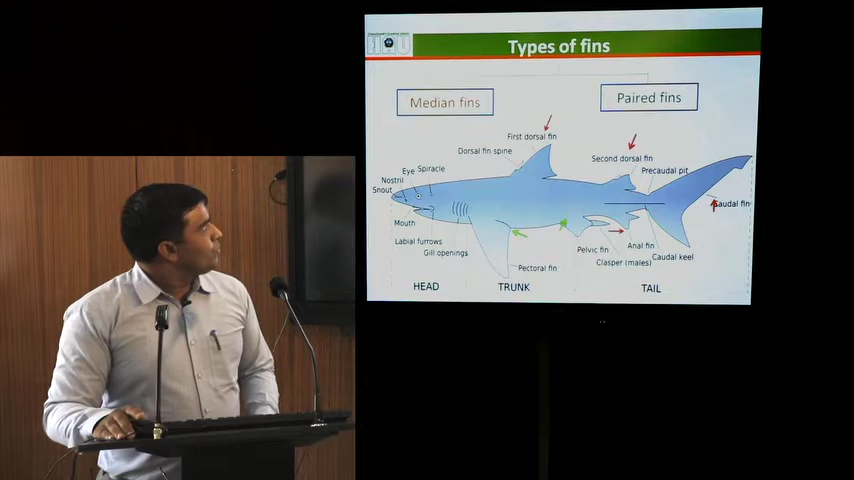 HAU
Types of fins
Median fins
Paired fins
First dorsal fin
Dorsal fin spine
Second dorsal fin
Precaudal pit
Eye
Spiracle
Nostril
Snout
Caudal fin
Mouth
Labial furrows
Gill openings
Pelvic fin
Anal fin
Caudal keel
Clasper (males)
Pectoral fin
HEAD
TRUNK
TAIL